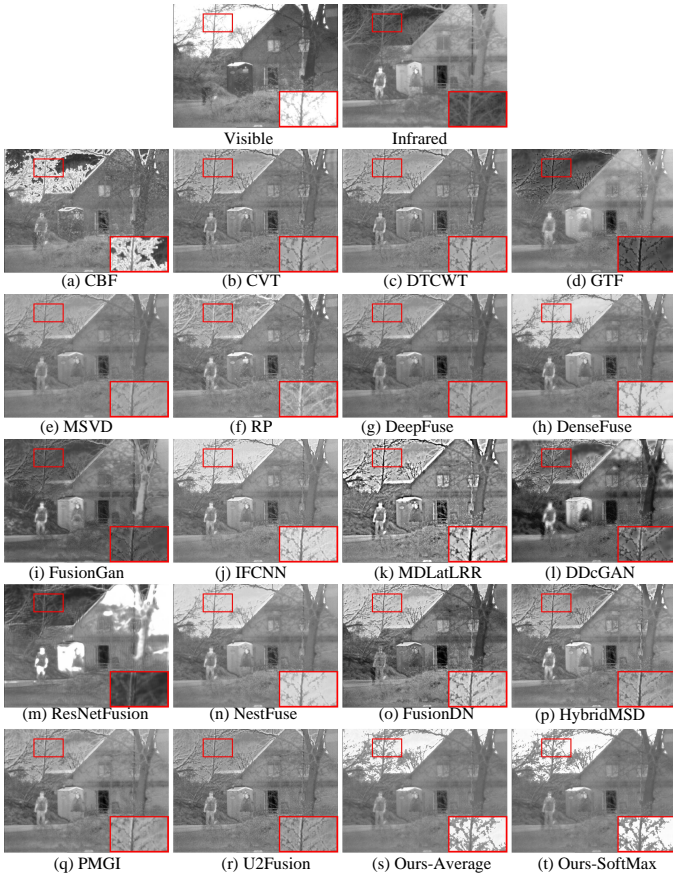 Visible Infrared
(a) CBF (b) CVT (c) DTCWT (d) GTF
(e) MSVD (f) RP (g) DeepFuse (h) DenseFuse
(i) FusionGan (j) IFCNN (k) MDLatLRR (l) DDcGAN
(m) ResNetFusion (n) NestFuse (o) FusionDN (p) HybridMSD
(q) PMGI (r) U2Fusion (s) Ours-Average (t) Ours-SoftMax